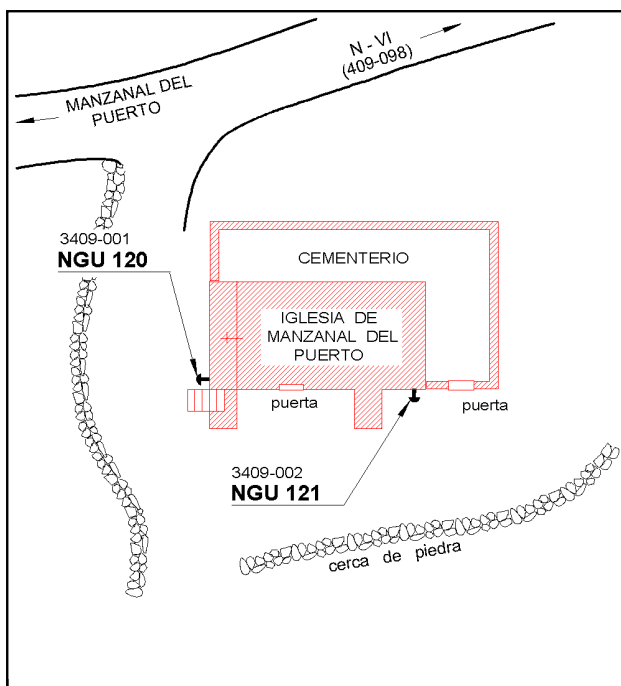 N - VI
(409-098)
MANZANAL DEL
PUERTO
3409-001
NGU 120
CEMENTERIO
IGLESIA DE
MANZANAL DEL
PUERTO
puerta
puerta
3409-002
NGU 121
cerca de piedra